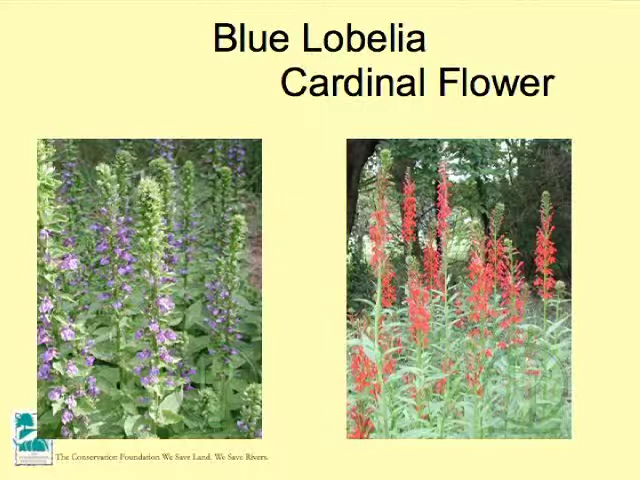 Blue Lobelia
Cardinal Flower
The Conservation Foundation We Save Land. We Save Rivers.